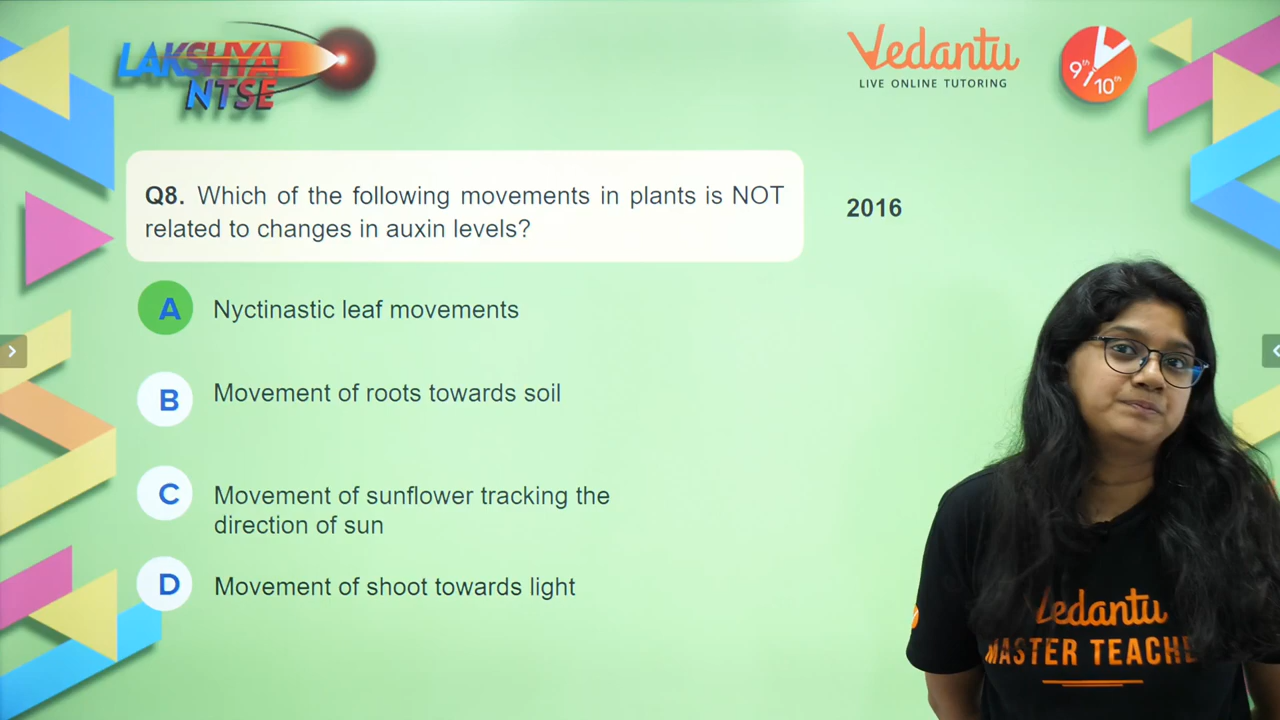 LAKSHYA
NTSE
Vedantu
LIVE ONLINE TUTORING
9th
10th
Q8. Which of the following movements in plants is NOT
related to changes in auxin levels?
2016
A Nyctinastic leaf movements
B Movement of roots towards soil
C Movement of sunflower tracking the
direction of sun
D Movement of shoot towards light
Vedantu
MASTER TEACHE